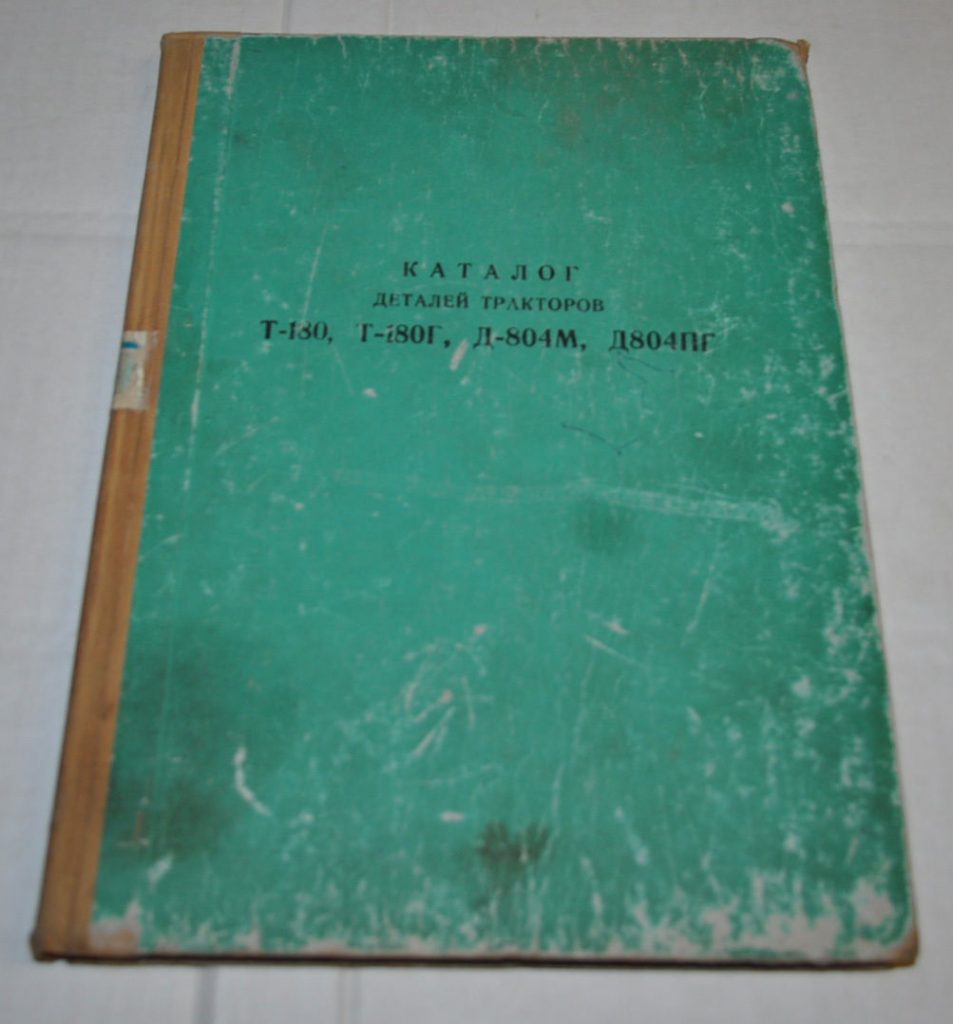 КАТАЛОГ
ДЕТАЛЕЙ ТРАКТОРОВ
Т-180, Т-180Г, Д-804М, Д804ПГ